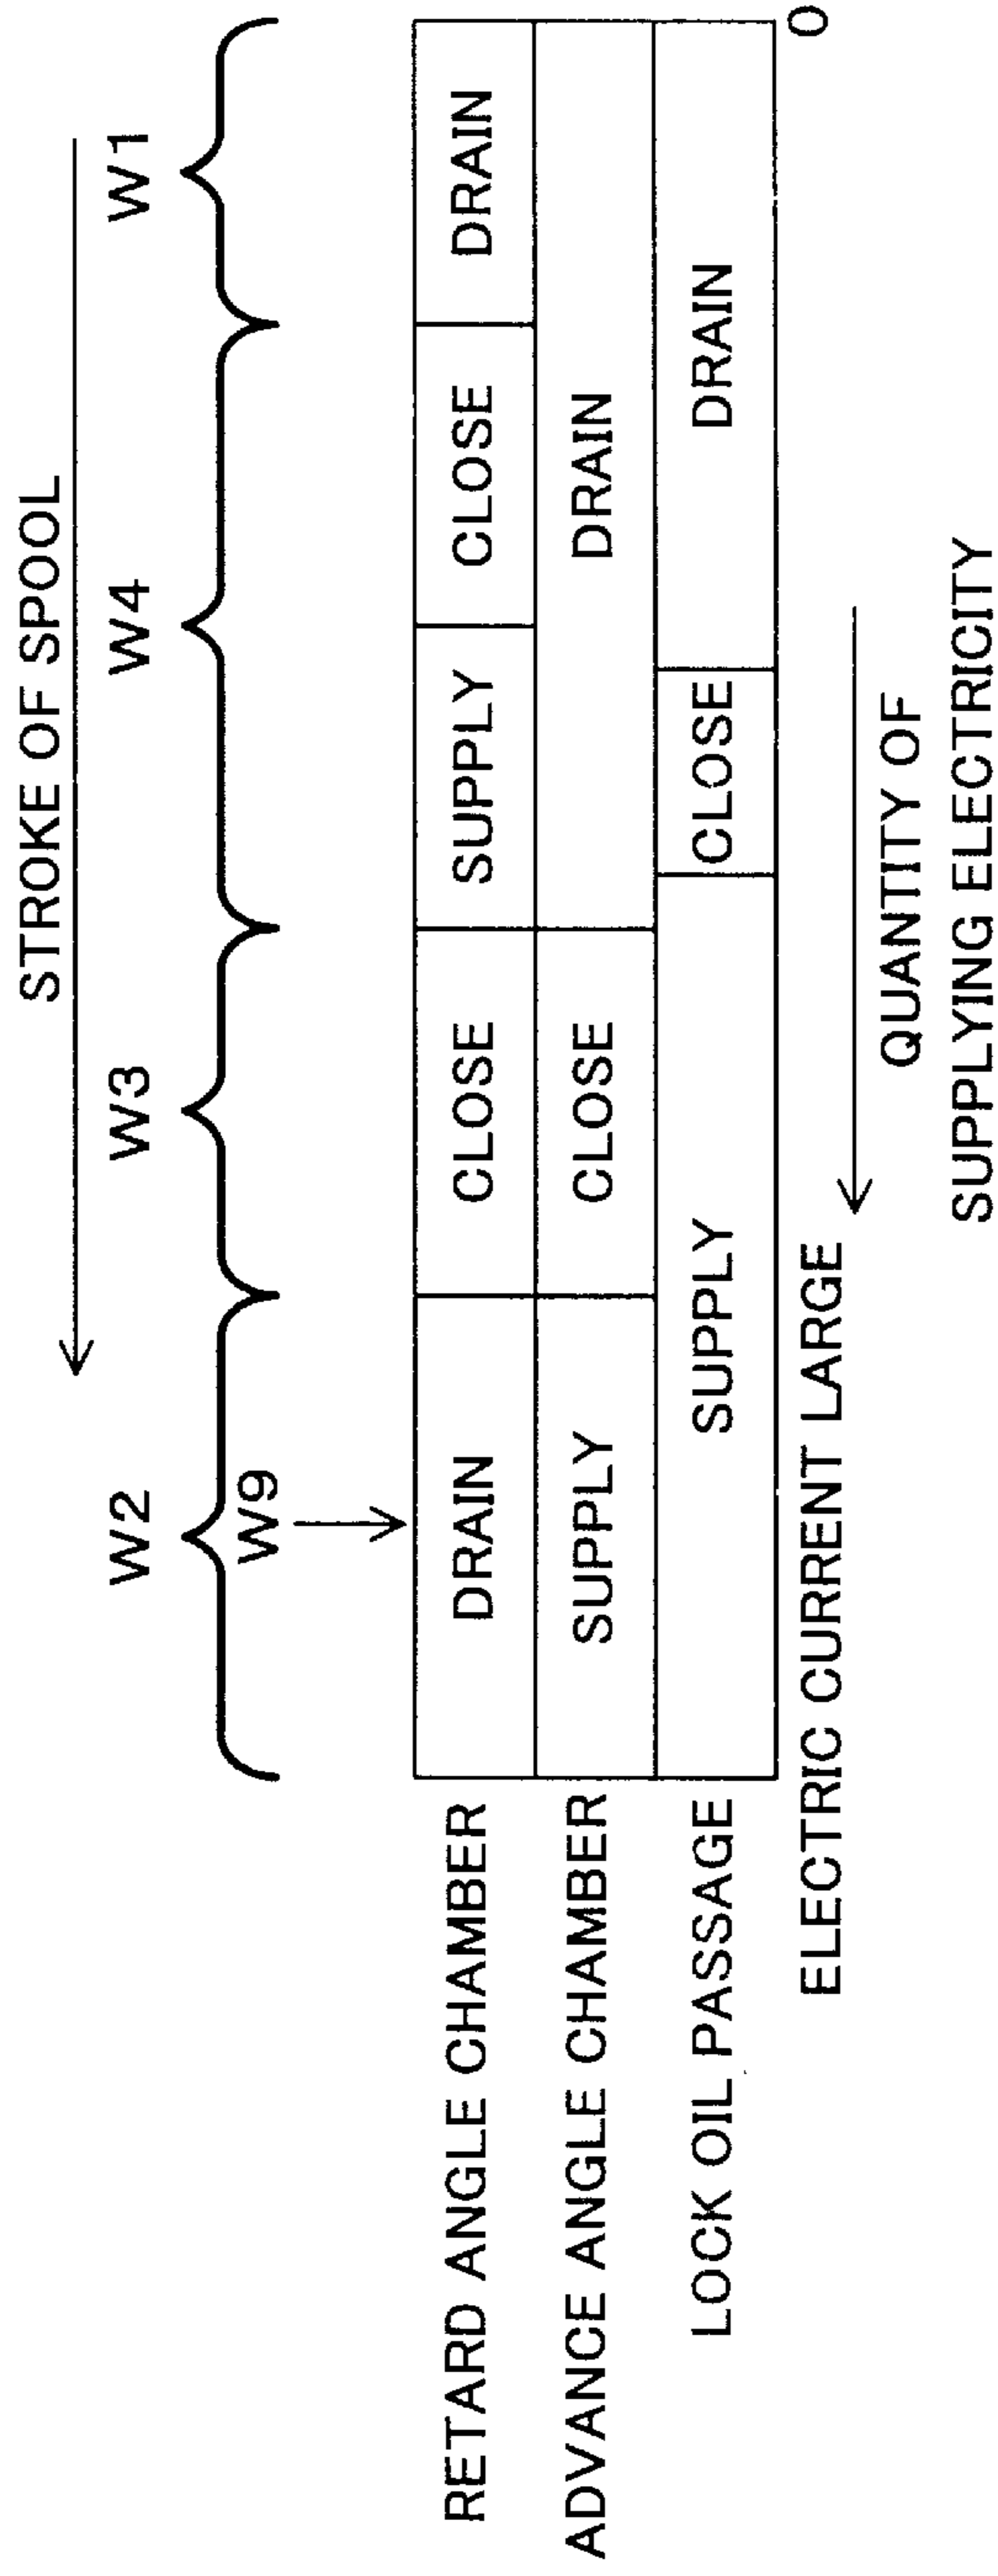 STROKE OF SPOOL
W2 W3 W4 W1
W9
RETARD ANGLE CHAMBER DRAIN CLOSE SUPPLY CLOSE DRAIN
ADVANCE ANGLE CHAMBER SUPPLY CLOSE DRAIN
LOCK OIL PASSAGE SUPPLY CLOSE DRAIN
ELECTRIC CURRENT LARGE 0
QUANTITY OF
SUPPLYING ELECTRICITY